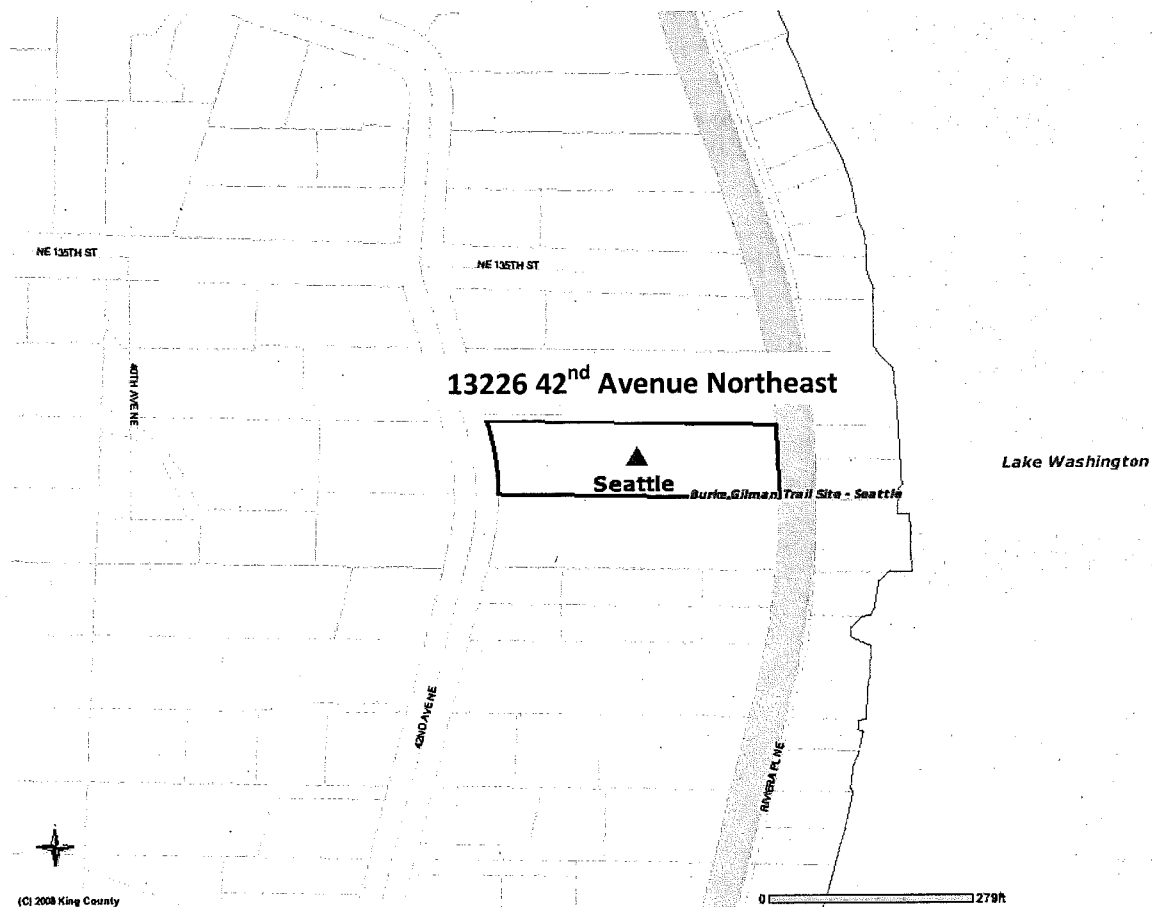 NE 135TH ST
NE 135TH ST
40TH AVE NE
13226 42nd Avenue Northeast
Lake Washington
Seattle
Burke,Gilman Trail Site - Seattle
42ND AVE NE
RIVIERA PL NE
(C) 2008 King County
0 279ft